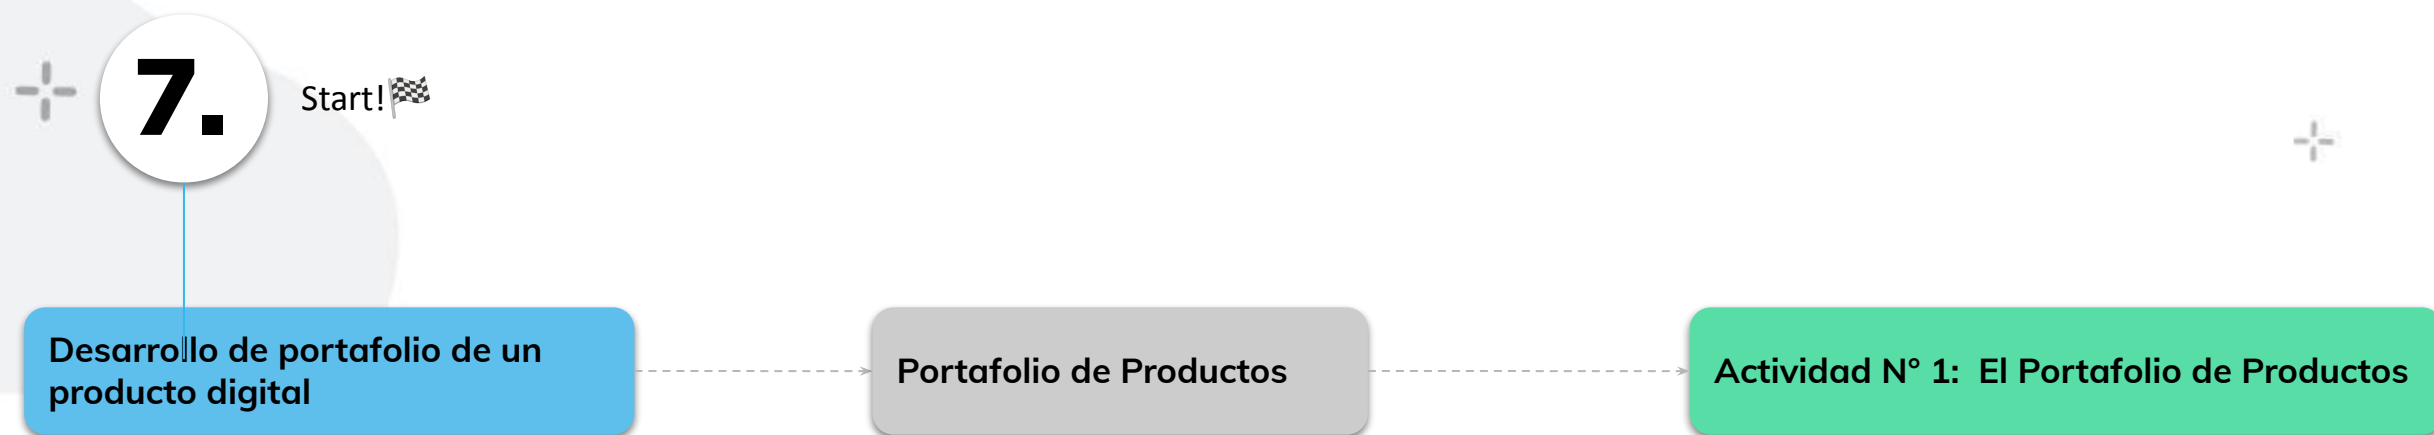 7.
Start!🏁
Desarrollo de portafolio de un
producto digital
Portafolio de Productos
Actividad N° 1:  El Portafolio de Productos